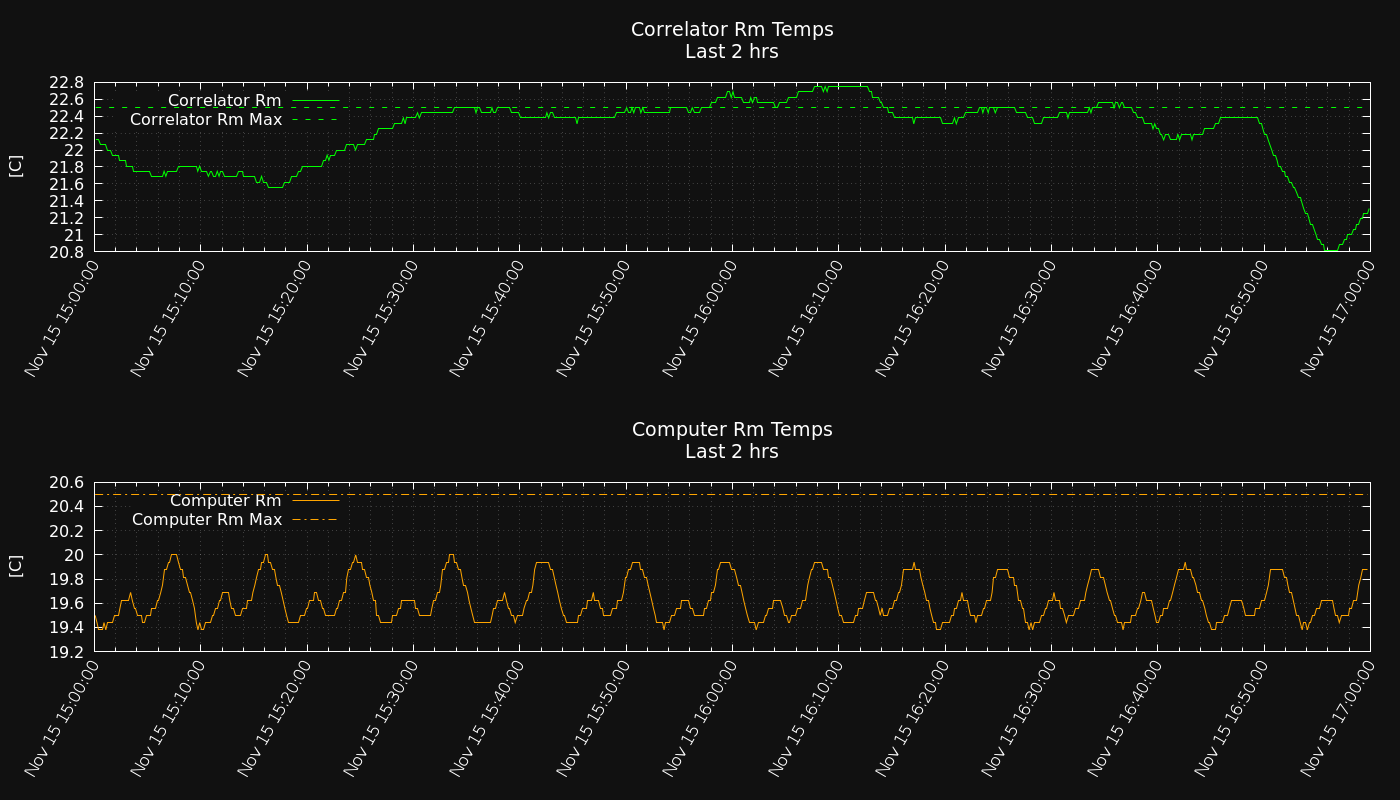 Correlator Rm Temps
Last 2 hrs
[C]
22.8
22.6
22.4
22.2
22
21.8
21.6
21.4
21.2
21
20.8
Correlator Rm
Correlator Rm Max
Nov 15 15:00:00
Nov 15 15:10:00
Nov 15 15:20:00
Nov 15 15:30:00
Nov 15 15:40:00
Nov 15 15:50:00
Nov 15 16:00:00
Nov 15 16:10:00
Nov 15 16:20:00
Nov 15 16:30:00
Nov 15 16:40:00
Nov 15 16:50:00
Nov 15 17:00:00
Computer Rm Temps
Last 2 hrs
[C]
20.6
20.4
20.2
20
19.8
19.6
19.4
19.2
Computer Rm
Computer Rm Max
Nov 15 15:00:00
Nov 15 15:10:00
Nov 15 15:20:00
Nov 15 15:30:00
Nov 15 15:40:00
Nov 15 15:50:00
Nov 15 16:00:00
Nov 15 16:10:00
Nov 15 16:20:00
Nov 15 16:30:00
Nov 15 16:40:00
Nov 15 16:50:00
Nov 15 17:00:00